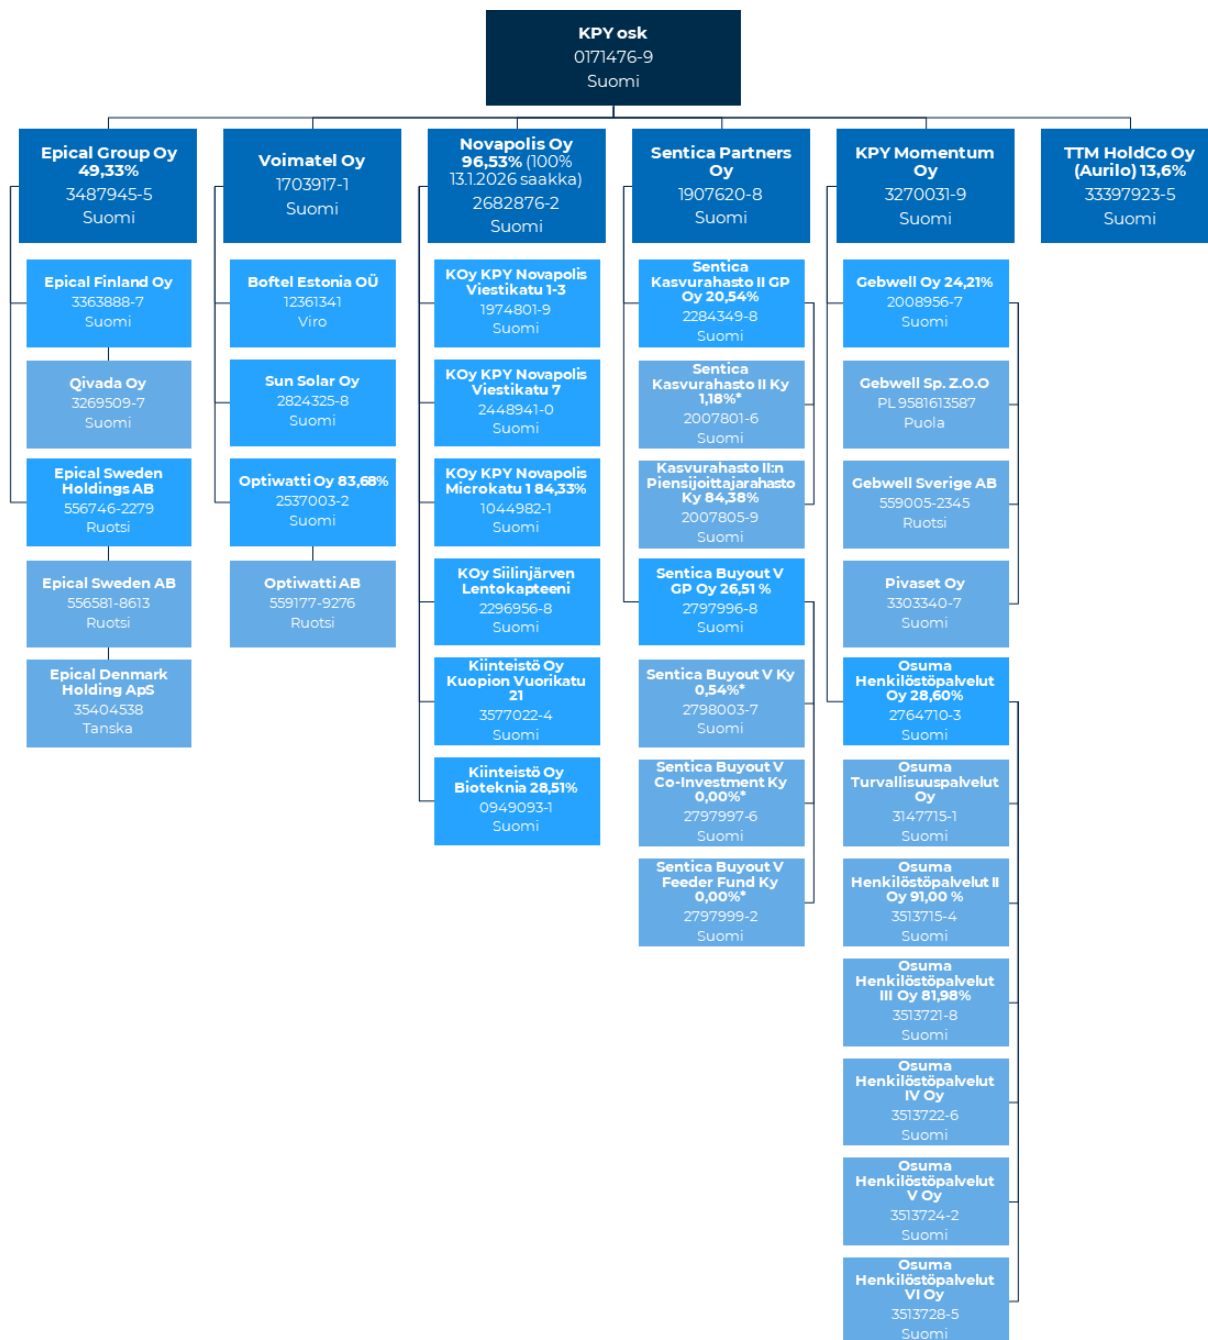 KPY osk
0171476-9
Suomi
Epical Group Oy
49,33%
3487945-5
Suomi
Voimatel Oy
1703917-1
Suomi
Novapolis Oy
96,53% (100%
13.1.2026 saakka)
2682876-2
Suomi
Sentica Partners
Oy
1907620-8
Suomi
KPY Momentum
Oy
3270031-9
Suomi
TTM HoldCo Oy
(Aurilo) 13,6%
33397923-5
Suomi
Epical Finland Oy
3363888-7
Suomi
Qivada Oy
3269509-7
Suomi
Epical Sweden
Holdings AB
556746-2279
Ruotsi
Epical Sweden AB
556581-8613
Ruotsi
Epical Denmark
Holding ApS
35404538
Tanska
Boftel Estonia OÜ
12361341
Viro
Sun Solar Oy
2824325-8
Suomi
Optiwatti Oy 83,68%
2537003-2
Suomi
Optiwatti AB
559177-9276
Ruotsi
KOy KPY Novapolis
Viestikatu 1-3
1974801-9
Suomi
KOy KPY Novapolis
Viestikatu 7
2448941-0
Suomi
KOy KPY Novapolis
Microkatu 1 84,33%
1044982-1
Suomi
KOy Siilinjärven
Lentokapteeni
2296956-8
Suomi
Kiinteistö Oy
Kuopion Vuorikatu
21
3577022-4
Suomi
Kiinteistö Oy
Bioteknia 28,51%
0949093-1
Suomi
Sentica
Kasvurahasto II GP
Oy 20,54%
2284349-8
Suomi
Sentica
Kasvurahasto II Ky
1,18%*
2007801-6
Suomi
Kasvurahasto II:n
Piensijoittajarahasto
Ky 84,38%
2007805-9
Suomi
Sentica Buyout V
GP Oy 26,51 %
2797996-8
Suomi
Sentica Buyout V Ky
0,54%*
2798003-7
Suomi
Sentica Buyout V
Co-Investment Ky
0,00%*
2797997-6
Suomi
Sentica Buyout V
Feeder Fund Ky
0,00%*
2797999-2
Suomi
Gebwell Oy 24,21%
2008956-7
Suomi
Gebwell Sp. Z.O.O
PL 9581613587
Puola
Gebwell Sverige AB
559005-2345
Ruotsi
Pivaset Oy
3303340-7
Suomi
Osuma
Henkilöstöpalvelut
Oy 28,60%
2764710-3
Suomi
Osuma
Turvallisuuspalvelut
Oy
3147715-1
Suomi
Osuma
Henkilöstöpalvelut II
Oy 91,00 %
3513715-4
Suomi
Osuma
Henkilöstöpalvelut
III Oy 81,98%
3513721-8
Suomi
Osuma
Henkilöstöpalvelut
IV Oy
3513722-6
Suomi
Osuma
Henkilöstöpalvelut
V Oy
3513724-2
Suomi
Osuma
Henkilöstöpalvelut
VI Oy
3513728-5
Suomi